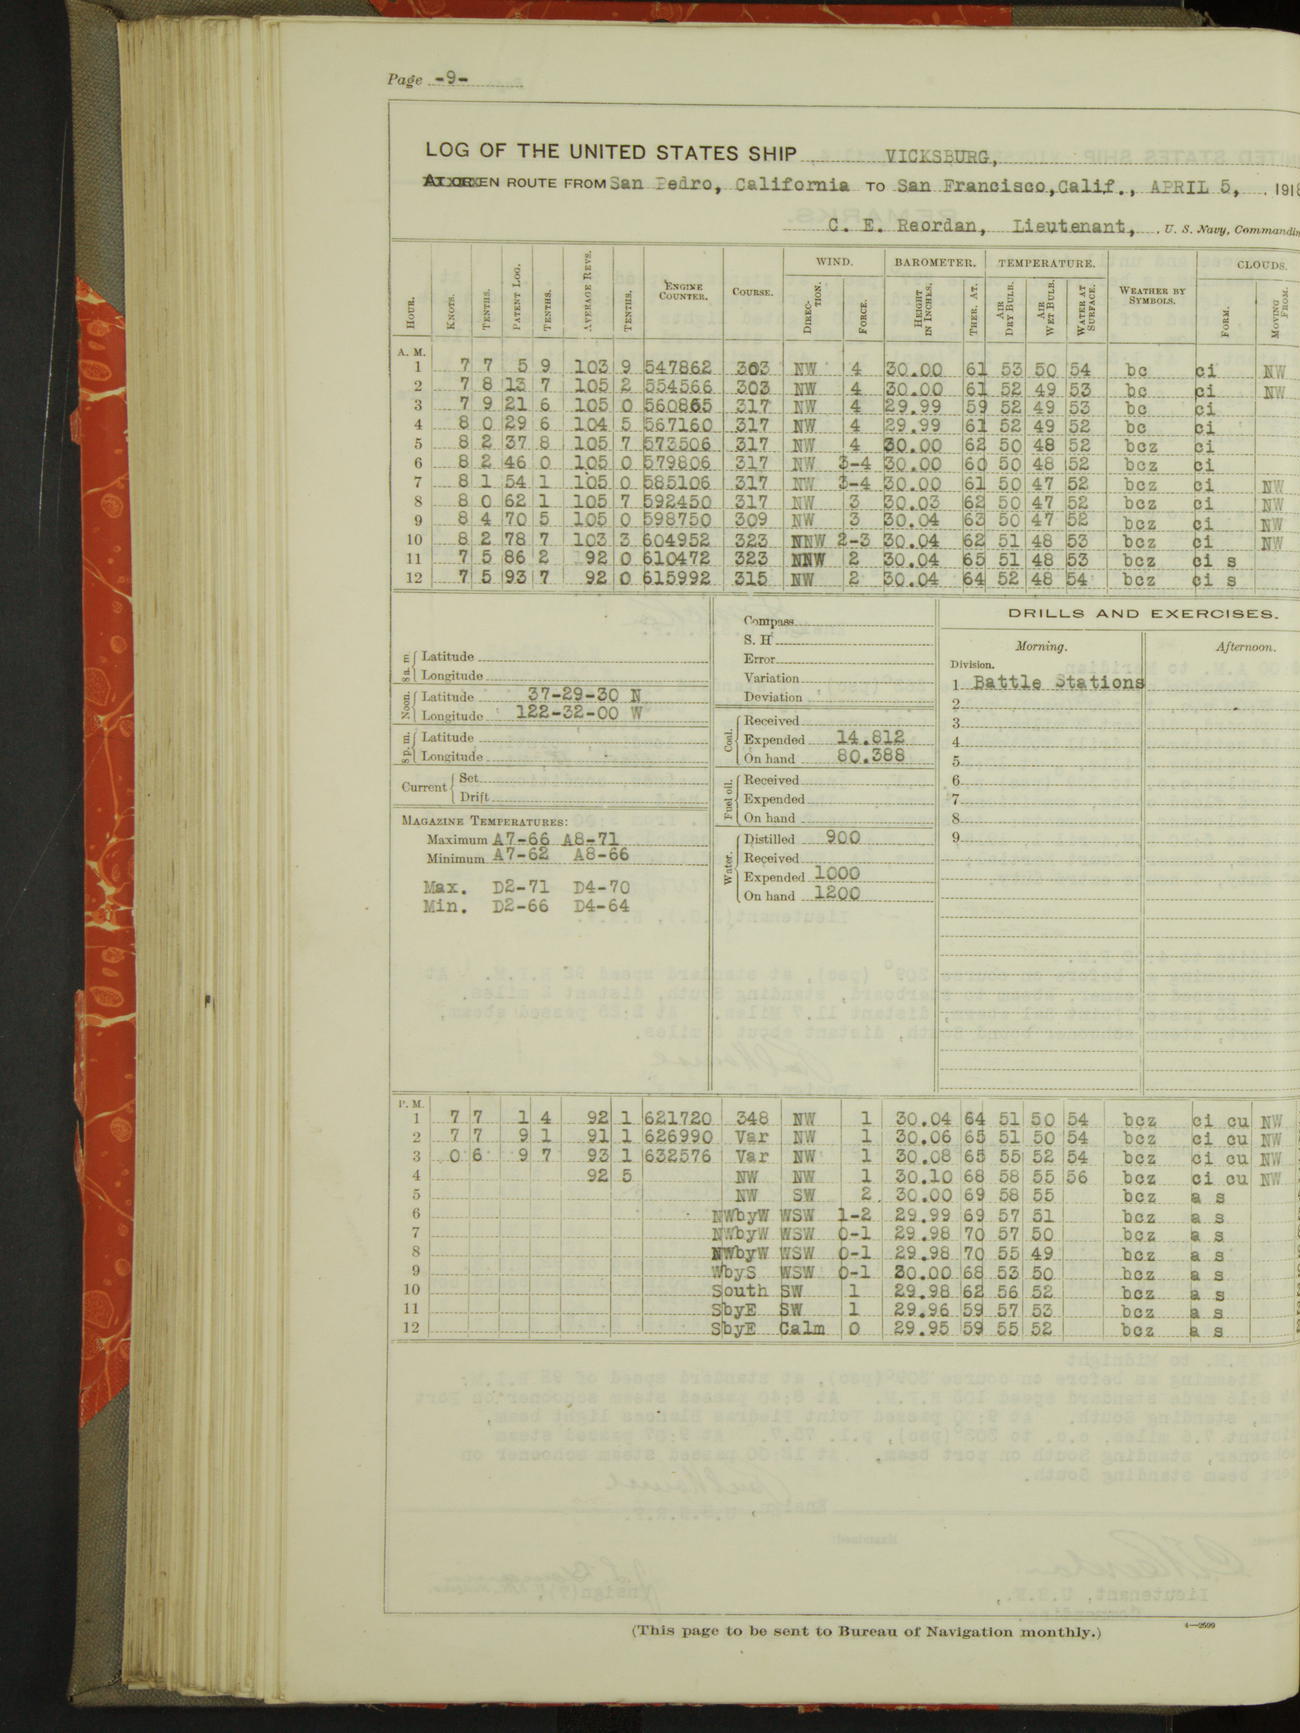 Page -9-
LOG OF THE UNITED STATES SHIP VICKSBURG,
EN ROUTE FROM San Pedro, California TO San Francisco, Calif., APRIL 5, 1918
C. E. Reordan, Lieutenant, U. S. Navy, Commanding
WIND. BAROMETER. TEMPERATURE. CLOUDS.
HOUR. KNOTS. TENTHS. PATENT LOG. TENTHS. AVERAGE REVS. TENTHS. ENGINE COUNTER. COURSE. DIRECTION. FORCE. HEIGHT IN INCHES. THER. AT. AIR DRY BULB. AIR WET BULB. WATER AT SURFACE. WEATHER BY SYMBOLS. FORM. MOVING FROM.
A. M.
1 7 7 5 9 103 9 547862 303 NW 4 30.00 61 53 50 54 bc ci NW
2 7 8 13 7 105 2 554566 303 NW 4 30.00 61 52 49 53 bc ci NW
3 7 9 21 6 105 0 560865 317 NW 4 29.99 59 52 49 53 bc ci
4 8 0 29 6 104 5 567160 317 NW 4 29.99 61 52 49 52 bc ci
5 8 2 37 8 105 7 573506 317 NW 4 30.00 62 50 48 52 bcz ci
6 8 2 46 0 105 0 579806 317 NW 3-4 30.00 60 50 48 52 bcz ci
7 8 1 54 1 105 0 585106 317 NW 3-4 30.00 61 50 47 52 bcz ci NW
8 8 0 62 1 105 7 592450 317 NW 3 30.03 62 50 47 52 bcz ci NW
9 8 4 70 5 105 0 598750 309 NW 3 30.04 63 50 47 52 bcz ci NW
10 8 2 78 7 103 3 604952 323 NNW 2-3 30.04 62 51 48 53 bcz ci NW
11 7 5 86 2 92 0 610472 323 NNW 2 30.04 65 51 48 53 bcz ci s
12 7 5 93 7 92 0 615992 315 NW 2 30.04 64 52 48 54 bcz ci s
8 a. m. Latitude
Longitude
Noon. Latitude 37-29-30 N
Longitude 122-32-00 W
8 p. m. Latitude
Longitude
Current Set
Drift
MAGAZINE TEMPERATURES:
Maximum A7-66 A8-71
Minimum A7-62 A8-66
Max. D2-71 D4-70
Min. D2-66 D4-64
Compass
S. H
Error
Variation
Deviation
Coal. Received
Expended 14.812
On hand 80.388
Fuel oil. Received
Expended
On hand
Water. Distilled 900
Received
Expended 1000
On hand 1200
DRILLS AND EXERCISES.
Morning. Afternoon.
Division.
1 Battle Stations
2
3
4
5
6
7
8
9
P. M.
1 7 7 1 4 92 1 621720 348 NW 1 30.04 64 51 50 54 bcz ci cu NW
2 7 7 9 1 91 1 626990 Var NW 1 30.06 65 51 50 54 bcz ci cu NW
3 0 6 9 7 93 1 632576 Var NW 1 30.08 65 55 52 54 bcz ci cu NW
4 92 5 NW NW 1 30.10 68 58 55 56 bcz ci cu NW
5 NW SW 2 30.00 69 58 55 bcz a s
6 NWbyW WSW 1-2 29.99 69 57 51 bcz a s
7 NWbyW WSW 0-1 29.98 70 57 50 bcz a s
8 NWbyW WSW 0-1 29.98 70 55 49 bcz a s
9 WbyS WSW 0-1 30.00 68 53 50 bcz a s
10 South SW 1 29.98 62 56 52 bcz a s
11 SbyE SW 1 29.96 59 57 53 bcz a s
12 SbyE Calm 0 29.95 59 55 52 bcz a s
(This page to be sent to Bureau of Navigation monthly.)
4—2599